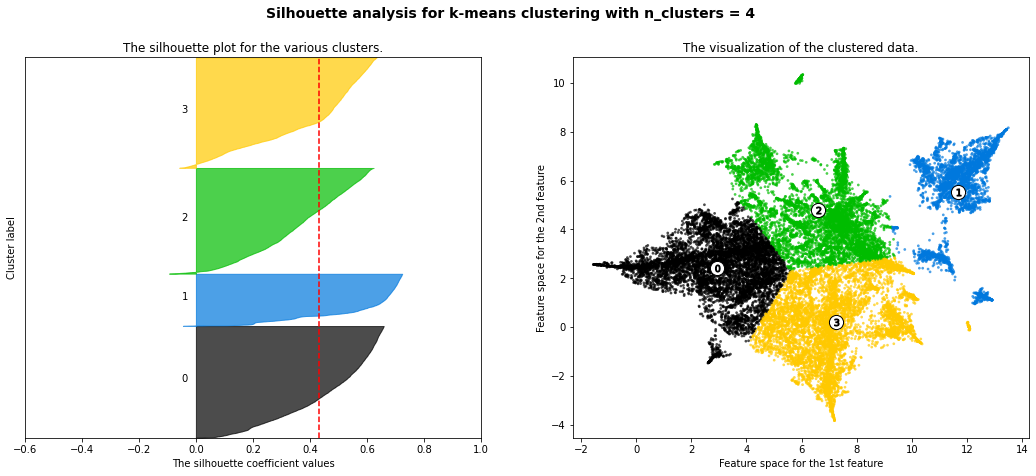 Silhouette analysis for k-means clustering with n_clusters = 4
The silhouette plot for the various clusters.
Cluster label
3
2
1
0
−0.6 −0.4 −0.2 0.0 0.2 0.4 0.6 0.8 1.0
The silhouette coefficient values
The visualization of the clustered data.
Feature space for the 2nd feature
10
8
6
4
2
0
−2
−4
1
2
0
3
−2 0 2 4 6 8 10 12 14
Feature space for the 1st feature